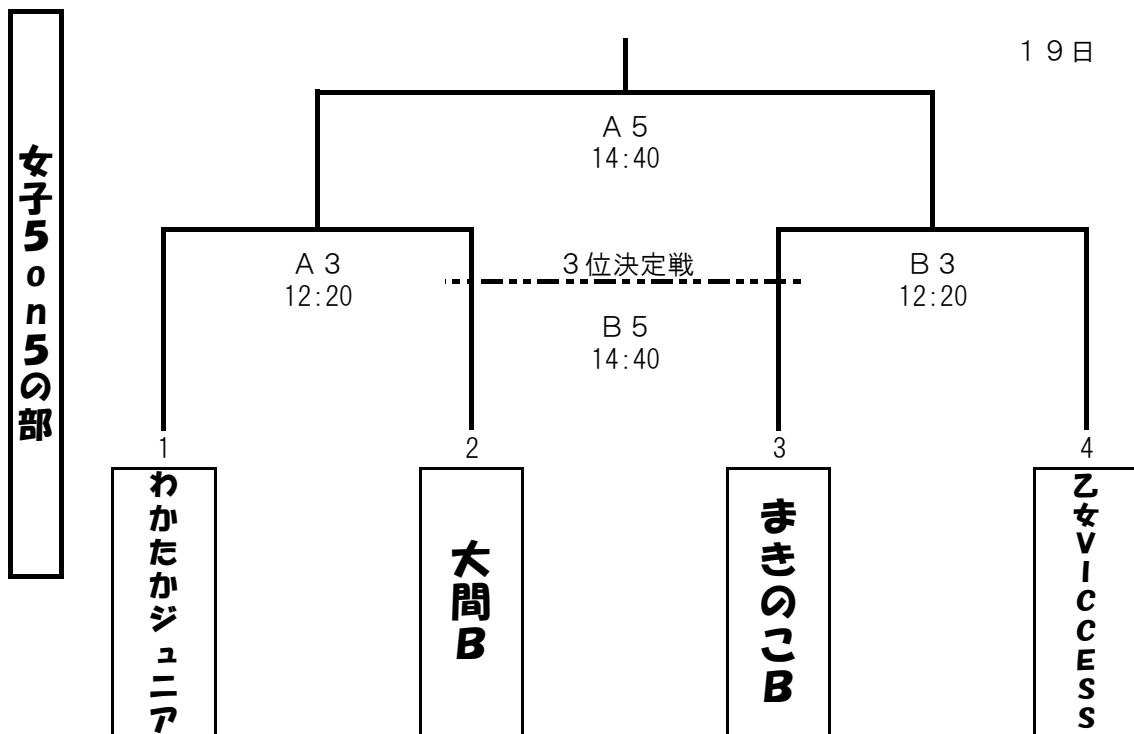 女子5on5の部
１９日
Ａ５
14:40
Ａ３
12:20
３位決定戦
Ｂ５
14:40
Ｂ３
12:20
1
2
3
4
わかたかジュニア
大間B
まきのこB
乙女VICCESS